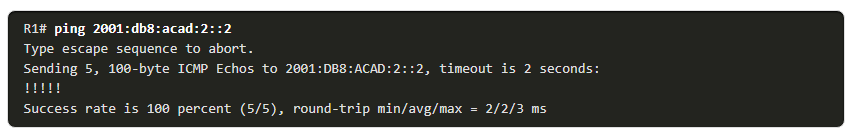 R1# ping 2001:db8:acad:2::2
Type escape sequence to abort.
Sending 5, 100-byte ICMP Echos to 2001:DB8:ACAD:2::2, timeout is 2 seconds:
!!!!!
Success rate is 100 percent (5/5), round-trip min/avg/max = 2/2/3 ms